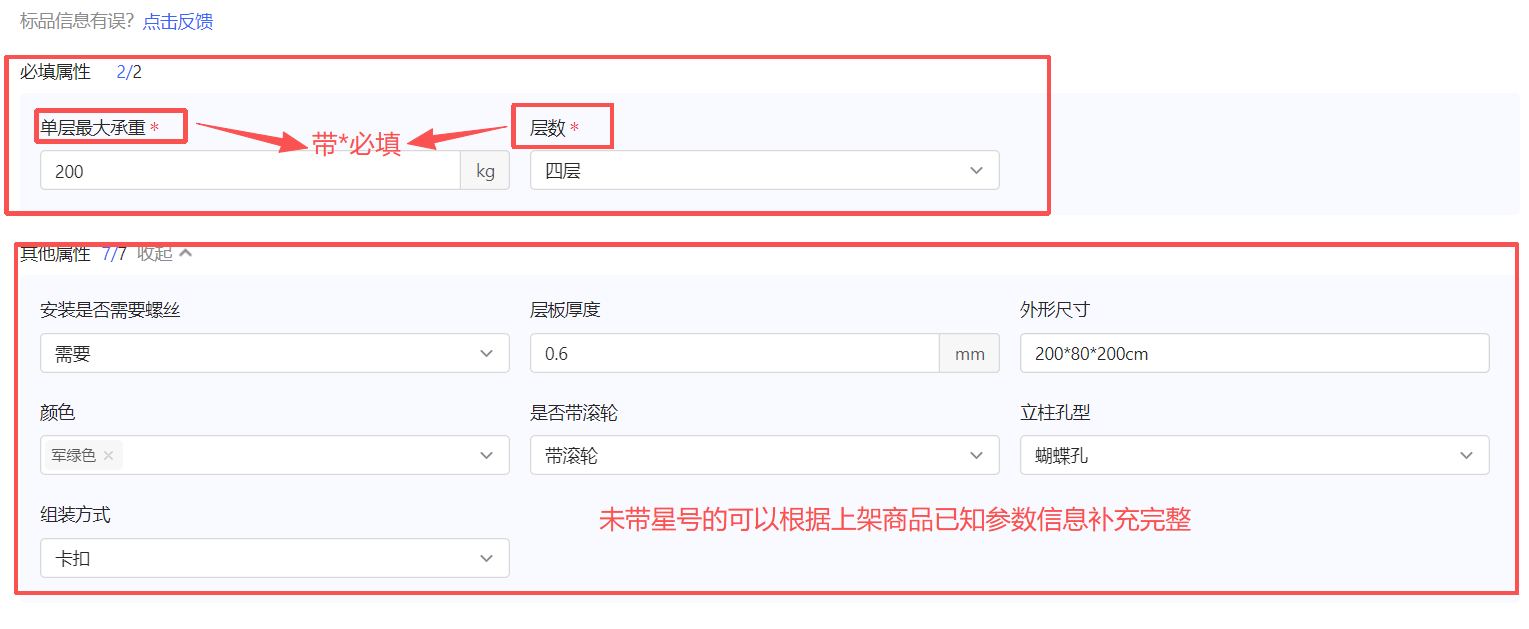 标品信息有误? 点击反馈
必填属性 2/2
单层最大承重 * 带*必填 层数 *
200 kg 四层
其他属性 7/7 收起
安装是否需要螺丝 层板厚度 外形尺寸
需要 0.6 mm 200*80*200cm
颜色 是否带滚轮 立柱孔型
军绿色 × 带滚轮 蝴蝶孔
组装方式
未带星号的可以根据上架商品已知参数信息补充完整
卡扣